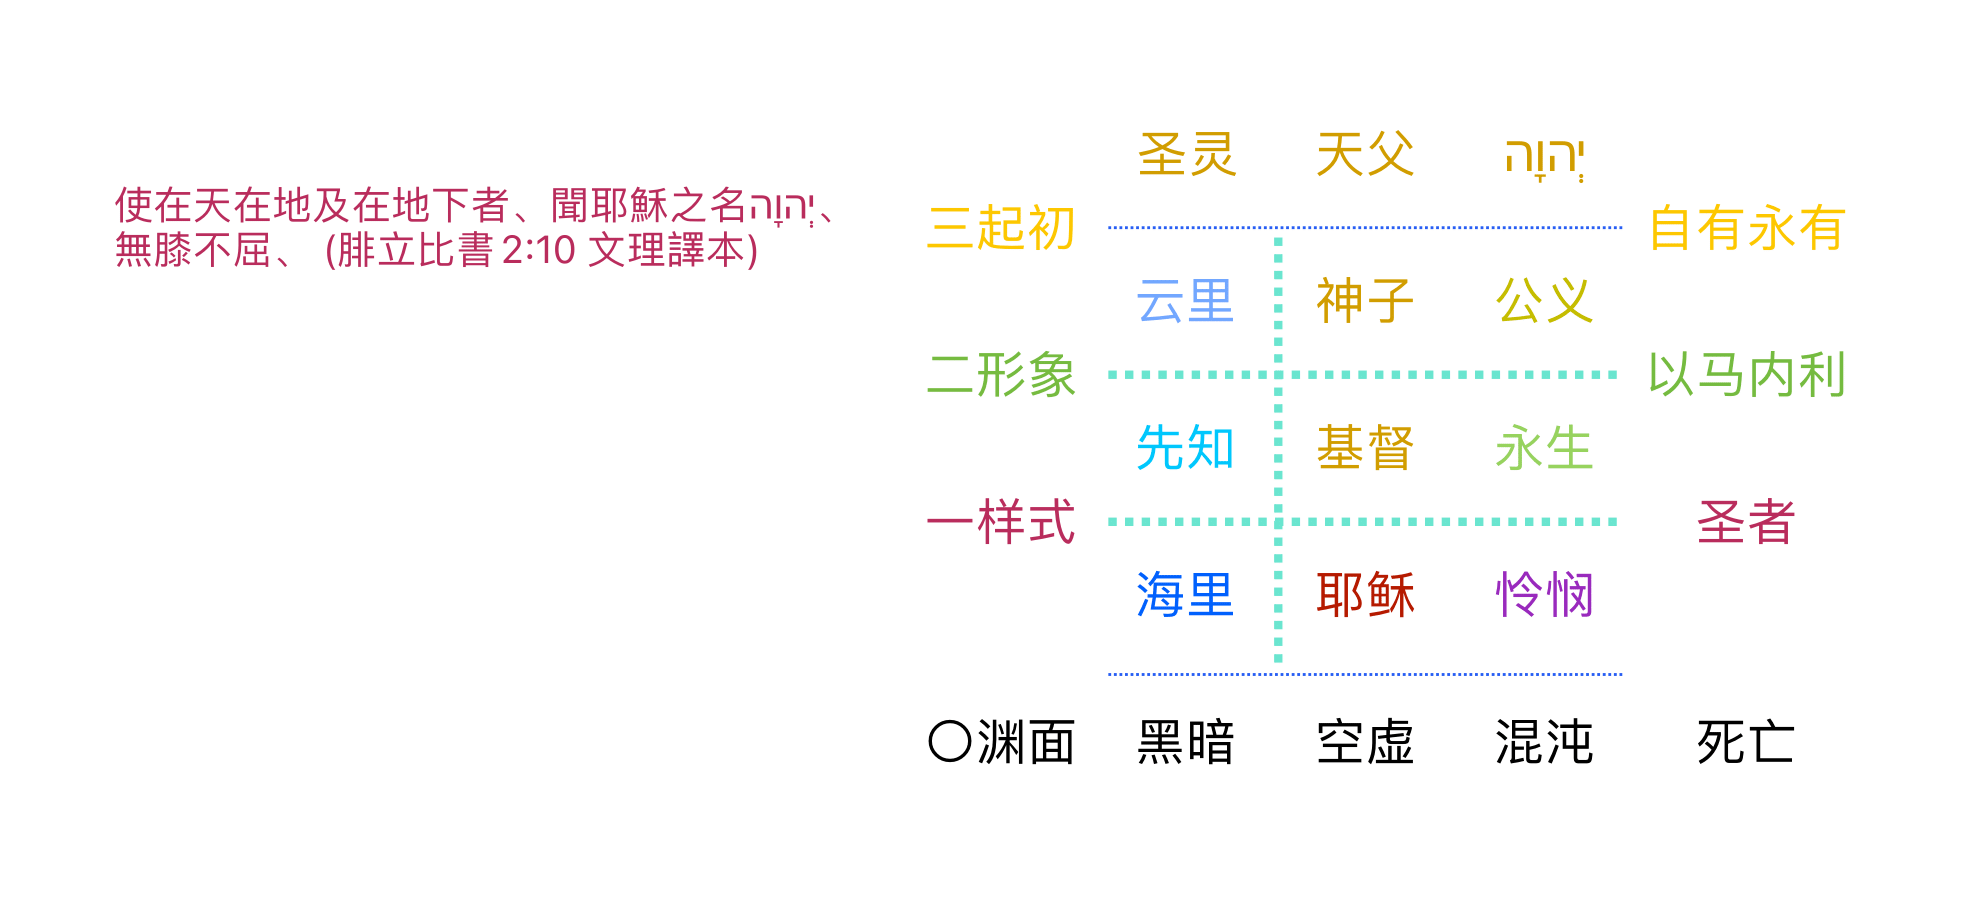 使在天在地及在地下者、聞耶穌之名יְהוָה、
無膝不屈、 (腓立比書 2:10 文理譯本)
圣灵 天父 יְהוָה
三起初 自有永有
云里 神子 公义
二形象 以马内利
先知 基督 永生
一样式 圣者
海里 耶稣 怜悯
〇渊面 黑暗 空虚 混沌 死亡